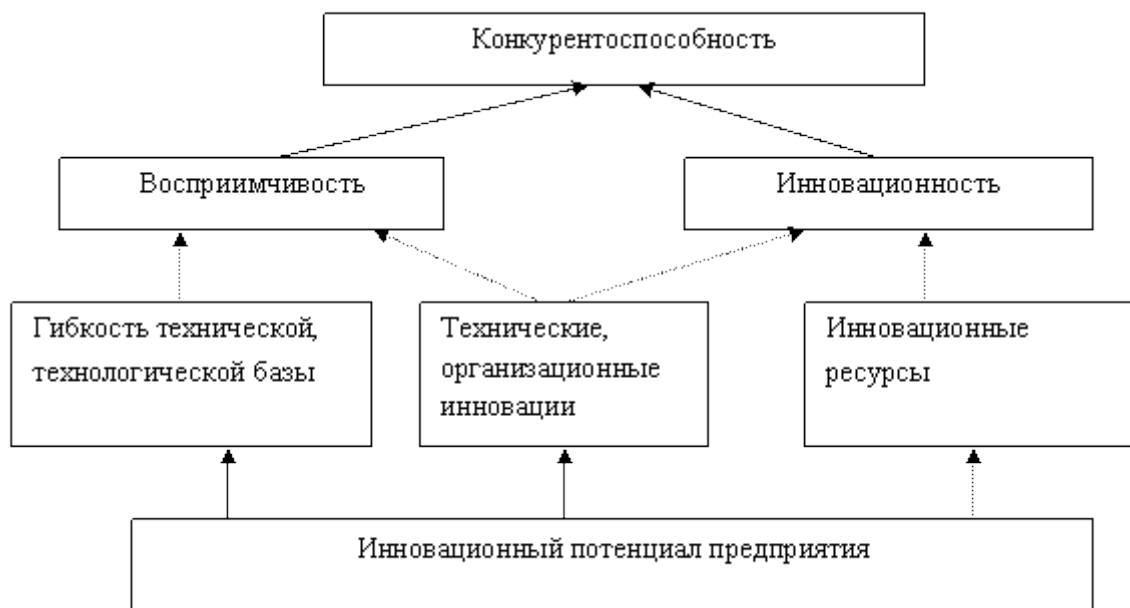 Конкурентоспособность
Восприимчивость
Инновационность
Гибкость технической,
технологической базы
Технические,
организационные
инновации
Инновационные
ресурсы
Инновационный потенциал предприятия